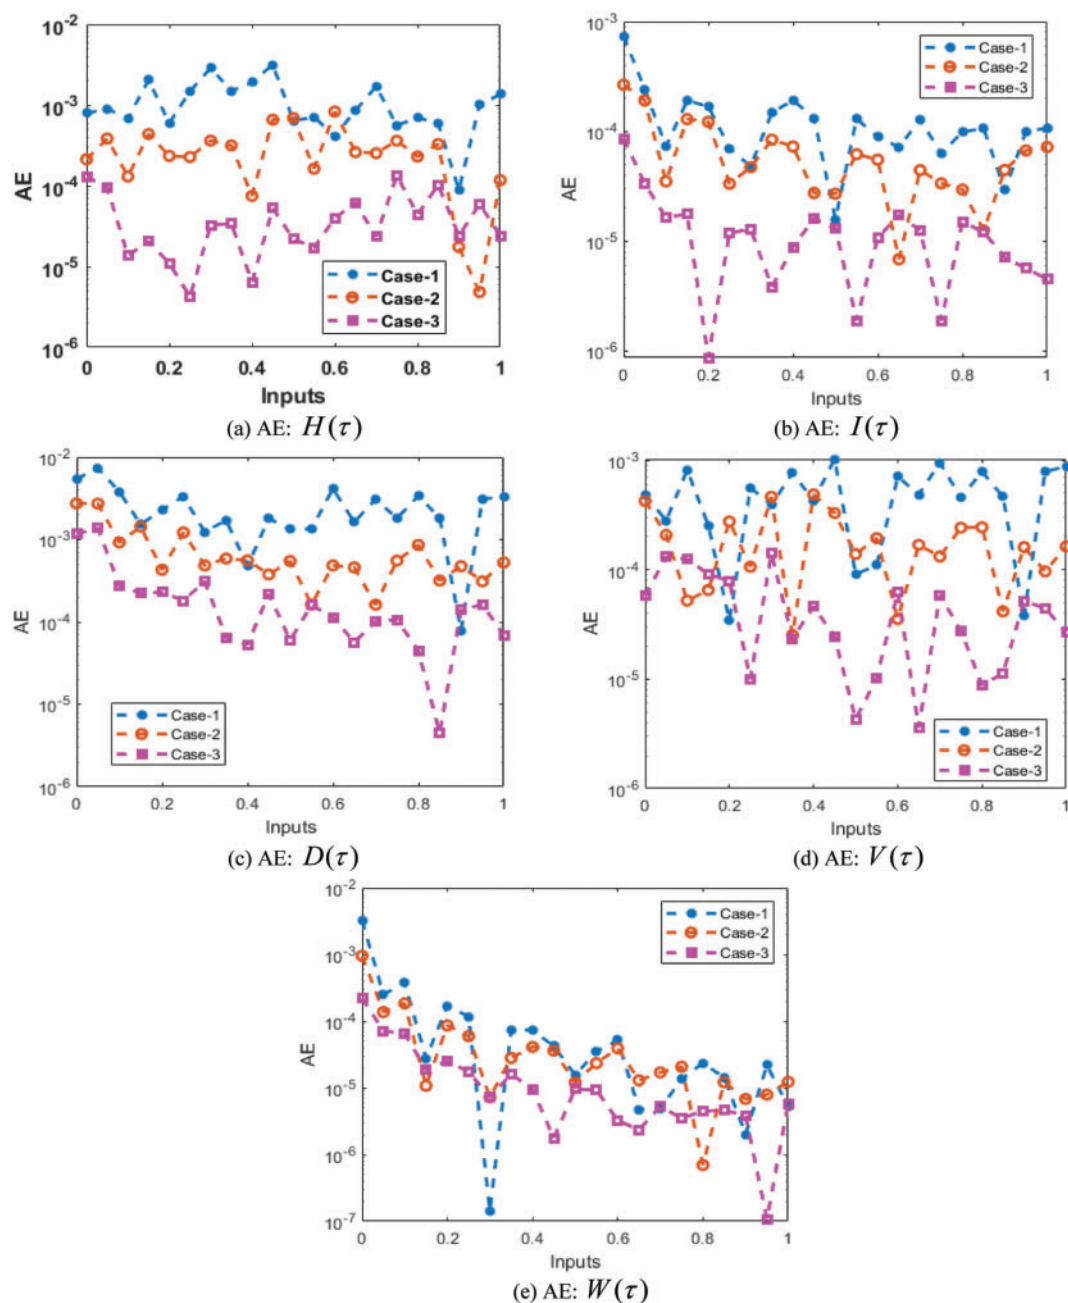 10^-2
10^-3
10^-4
10^-5
10^-6
AE
Case-1
Case-2
Case-3
0 0.2 0.4 0.6 0.8 1
Inputs
(a) AE: H(τ)
10^-3
10^-4
10^-5
10^-6
AE
Case-1
Case-2
Case-3
0 0.2 0.4 0.6 0.8 1
Inputs
(b) AE: I(τ)
10^-2
10^-3
10^-4
10^-5
10^-6
AE
Case-1
Case-2
Case-3
0 0.2 0.4 0.6 0.8 1
Inputs
(c) AE: D(τ)
10^-3
10^-4
10^-5
10^-6
AE
Case-1
Case-2
Case-3
0 0.2 0.4 0.6 0.8 1
Inputs
(d) AE: V(τ)
10^-2
10^-3
10^-4
10^-5
10^-6
10^-7
AE
Case-1
Case-2
Case-3
0 0.2 0.4 0.6 0.8 1
Inputs
(e) AE: W(τ)